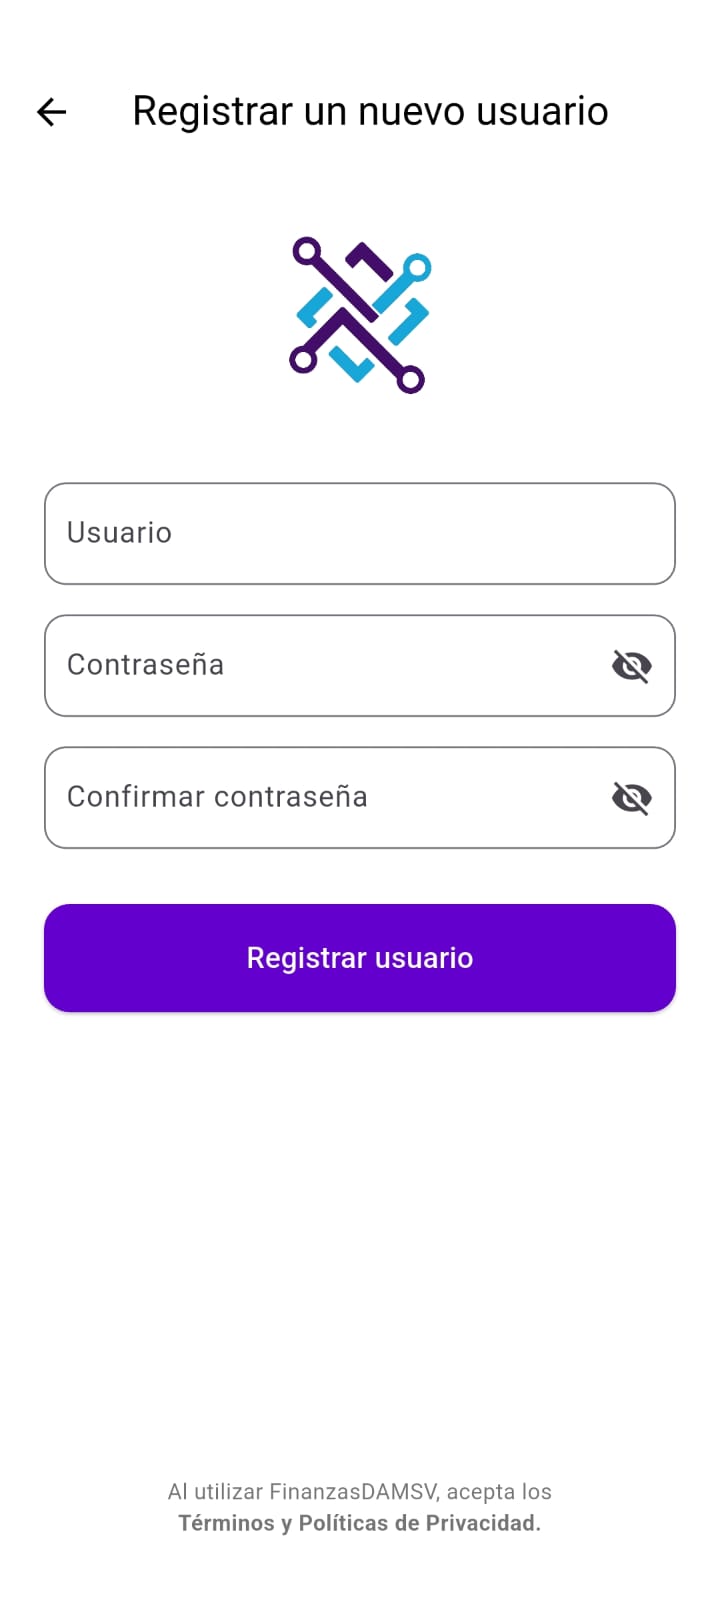 Registrar un nuevo usuario
Usuario
Contraseña
Confirmar contraseña
Registrar usuario
Al utilizar FinanzasDAMSV, acepta los
Términos y Políticas de Privacidad.